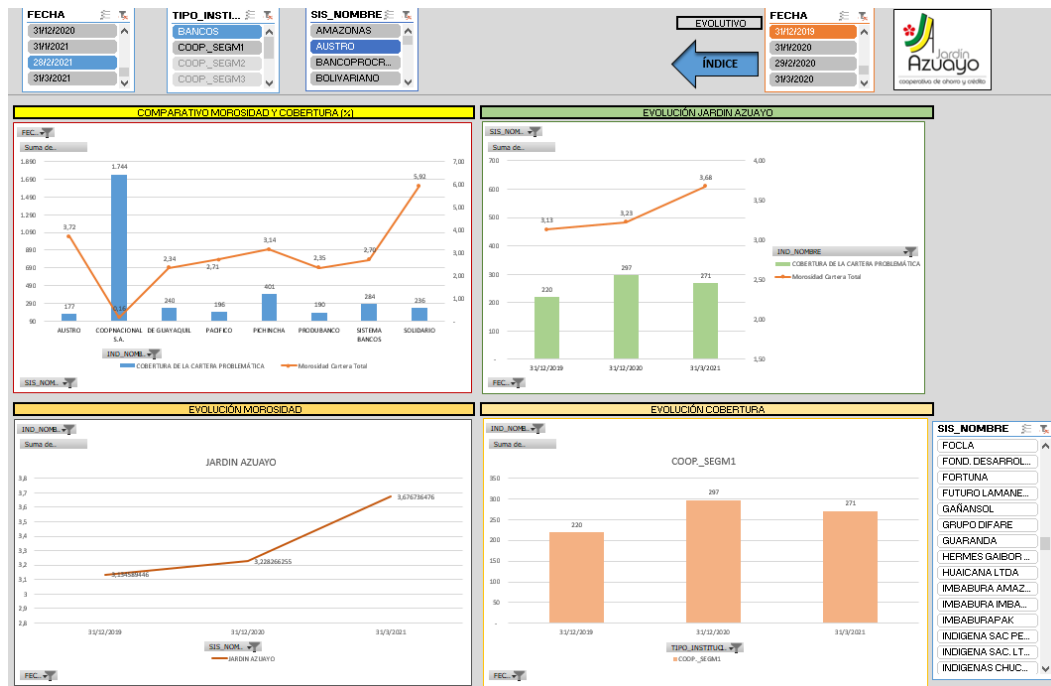 FECHA
31/12/2020
31/1/2021
28/2/2021
31/3/2021
TIPO_INSTI...
BANCOS
COOP._SEGM1
COOP._SEGM2
COOP._SEGM3
SIS_NOMBRE
AMAZONAS
AUSTRO
BANCOPROCR...
BOLIVARIANO
EVOLUTIVO
ÍNDICE
FECHA
31/12/2019
31/1/2020
29/2/2020
31/3/2020
Jardín
Azuayo
cooperativa de ahorro y crédito
COMPARATIVO MOROSIDAD Y COBERTURA (%)
FEC..
Suma de..
1.890
1.690
1.490
1.290
1.090
890
690
490
290
90
7,00
6,00
5,00
4,00
3,00
2,00
1,00
-
3,72
1.744
0,16
2,34
2,71
3,14
2,35
2,70
5,92
177
240
196
401
190
284
236
AUSTRO
COOPNACIONAL S.A.
DE GUAYAQUIL
PACIFICO
PICHINCHA
PRODUBANCO
SISTEMA BANCOS
SOLIDARIO
IND_NOMB..
COBERTURA DE LA CARTERA PROBLEMÁTICA
Morosidad Cartera Total
SIS_NOM..
EVOLUCIÓN JARDIN AZUAYO
SIS_NOM..
Suma de..
700
600
500
400
300
200
100
-
4,00
3,50
3,00
2,50
2,00
1,50
3,13
3,23
3,68
220
297
271
31/12/2019
31/12/2020
31/3/2021
IND_NOMBRE
COBERTURA DE LA CARTERA PROBLEMÁTICA
Morosidad Cartera Total
FEC..
EVOLUCIÓN MOROSIDAD
IND_NOMB..
Suma de..
JARDIN AZUAYO
3,8
3,7
3,6
3,5
3,4
3,3
3,2
3,1
3
2,9
2,8
3,134589446
3,228266255
3,676736476
31/12/2019
31/12/2020
31/3/2021
SIS_NOM..
JARDIN AZUAYO
FEC..
EVOLUCIÓN COBERTURA
IND_NOMB..
Suma de..
COOP._SEGM1
350
300
250
200
150
100
50
-
220
297
271
31/12/2019
31/12/2020
31/3/2021
TIPO_INSTITUCI..
COOP._SEGM1
FEC..
SIS_NOMBRE
FOCLA
FOND. DESARROL...
FORTUNA
FUTURO LAMANE...
GAÑANSOL
GRUPO DIFARE
GUARANDA
HERMES GAIBOR ...
HUAICANA LTDA
IMBABURA AMAZ...
IMBABURA IMBA...
IMBABURAPAK
INDIGENA SAC PE...
INDIGENA SAC. LT...
INDIGENAS CHUC...